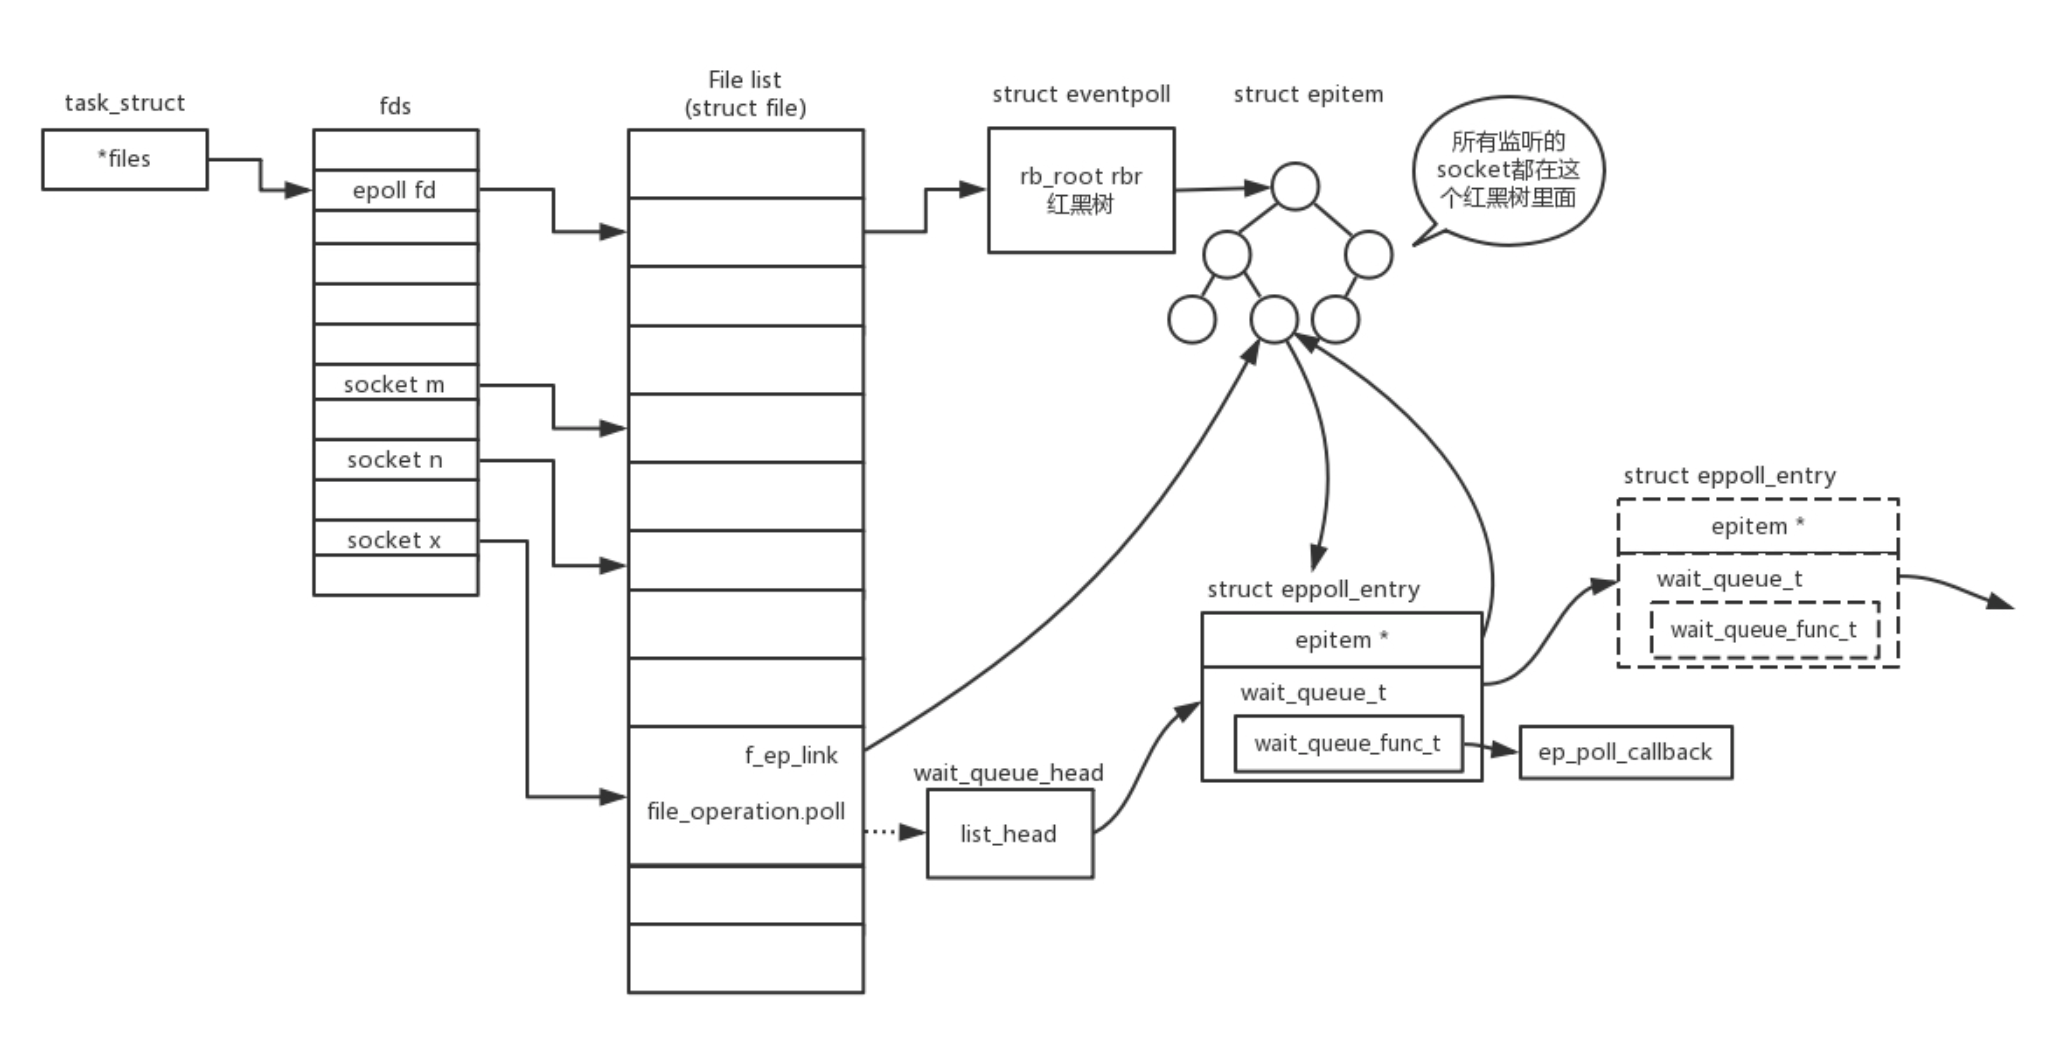 task_struct
*files
fds
epoll fd
socket m
socket n
socket x
File list
(struct file)
f_ep_link
file_operation.poll
struct eventpoll
rb_root rbr
红黑树
struct epitem
所有监听的
socket都在这
个红黑树里面
wait_queue_head
list_head
struct eppoll_entry
epitem *
wait_queue_t
wait_queue_func_t
ep_poll_callback
struct eppoll_entry
epitem *
wait_queue_t
wait_queue_func_t